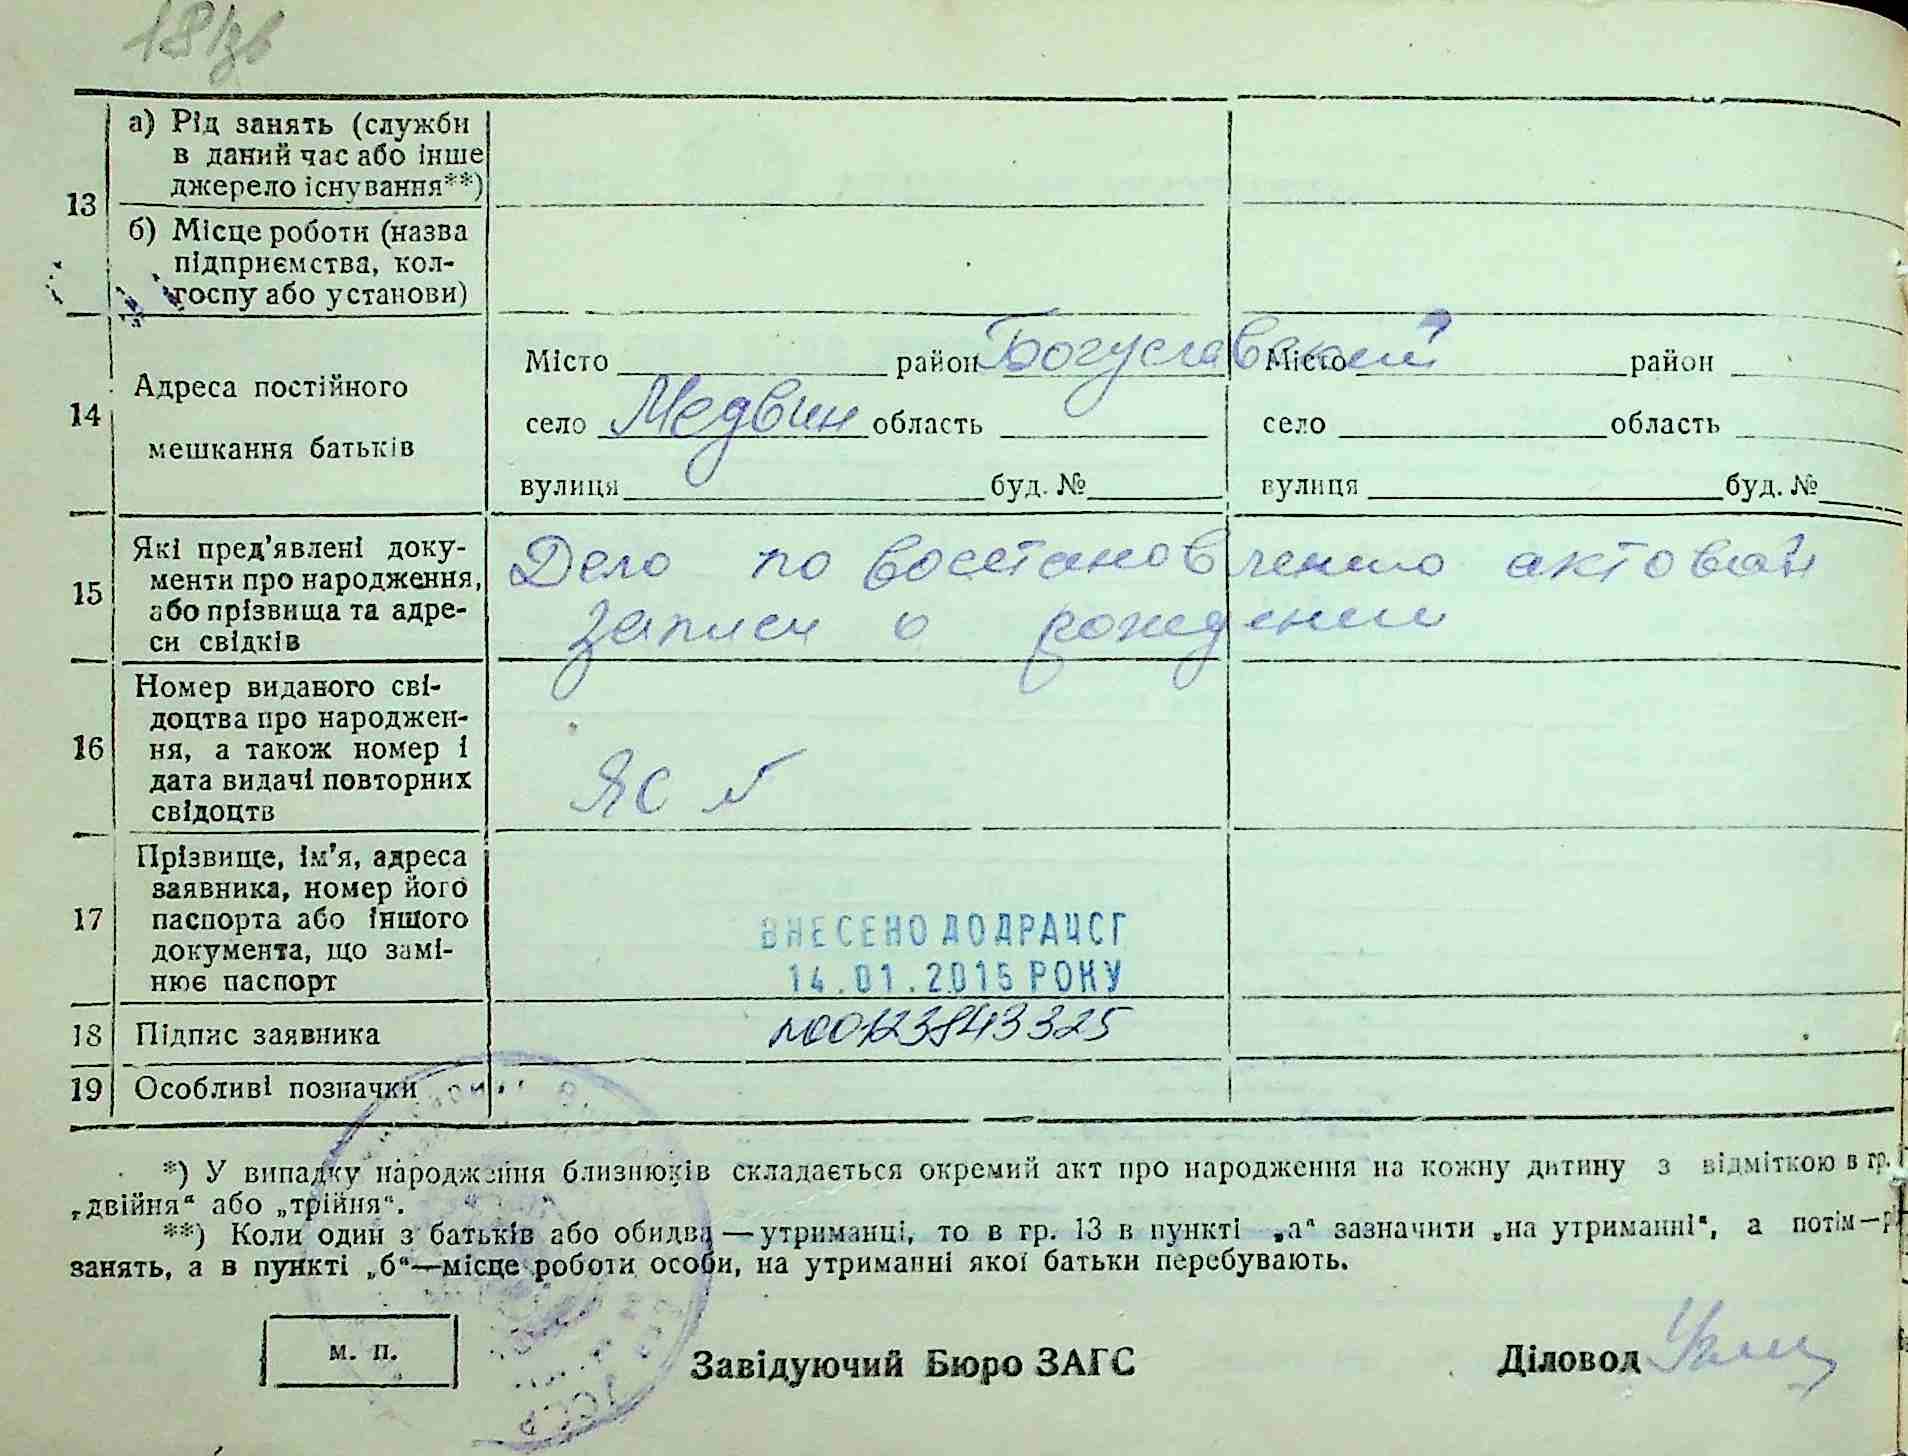 18/зв
13
а) Рід занять (служби
в даний час або інше
джерело існування**)
б) Місце роботи (назва
підприємства, кол-
госпу або установи)
14
Адреса постійного
мешкання батьків
Місто район Богуславский Місто район
село Медвин область село область
вулиця буд. № вулиця буд. №
15
Які пред'явлені доку-
менти про народження,
або прізвища та адре-
си свідків
Дело по восстановлению актовой
записи о рождении
16
Номер виданого сві-
доцтва про народжен-
ня, а також номер і
дата видачі повторних
свідоцтв
ЯС №
17
Прізвище, ім'я, адреса
заявника, номер його
паспорта або іншого
документа, що замі-
нює паспорт
ВНЕСЕНО ДО ДРАЦСГ
14.01.2015 РОКУ
18 Підпис заявника
№00123843325
19 Особливі позначки
*) У випадку народження близнюків складається окремий акт про народження на кожну дитину з відміткою в гр.
„двійня“ або „трійня“.
**) Коли один з батьків або обидва — утриманці, то в гр. 13 в пункті „а“ зазначити „на утриманні“, а потім — р
занять, а в пункті „б“—місце роботи особи, на утриманні якої батьки перебувають.
м. п.
Завідуючий Бюро ЗАГС
Діловод